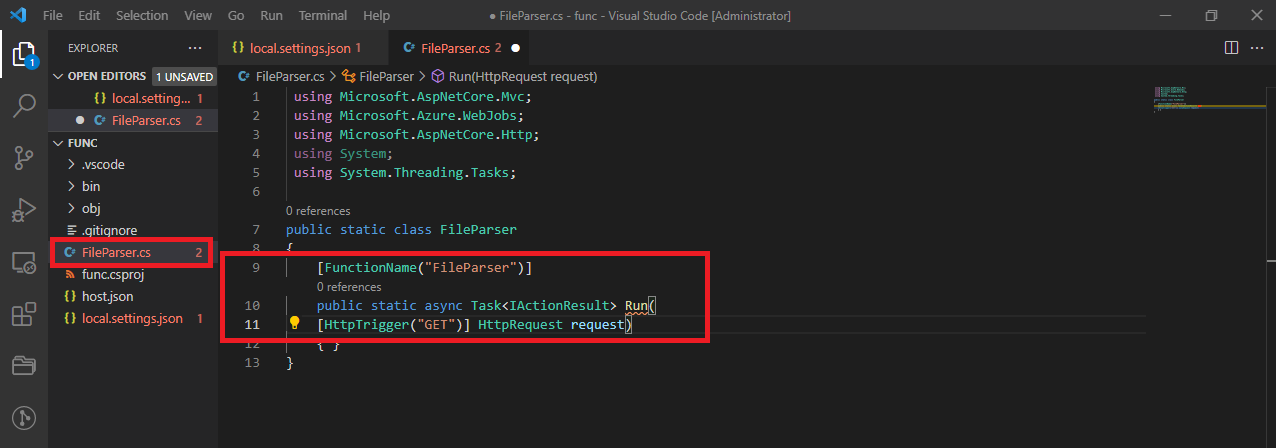 File Edit Selection View Go Run Terminal Help ● FileParser.cs - func - Visual Studio Code [Administrator]
1
EXPLORER ···
OPEN EDITORS 1 UNSAVED
{} local.setting... 1
● C# FileParser.cs 2
FUNC
> .vscode
> bin
> obj
.gitignore
C# FileParser.cs 2
func.csproj
{} host.json
{} local.settings.json 1
{} local.settings.json 1
C# FileParser.cs 2 ●
C# FileParser.cs > FileParser > Run(HttpRequest request)
1 using Microsoft.AspNetCore.Mvc;
2 using Microsoft.Azure.WebJobs;
3 using Microsoft.AspNetCore.Http;
4 using System;
5 using System.Threading.Tasks;
6
0 references
7 public static class FileParser
8 {
9 [FunctionName("FileParser")]
0 references
10 public static async Task<IActionResult> Run(
11 [HttpTrigger("GET")] HttpRequest request)
12 { }
13 }